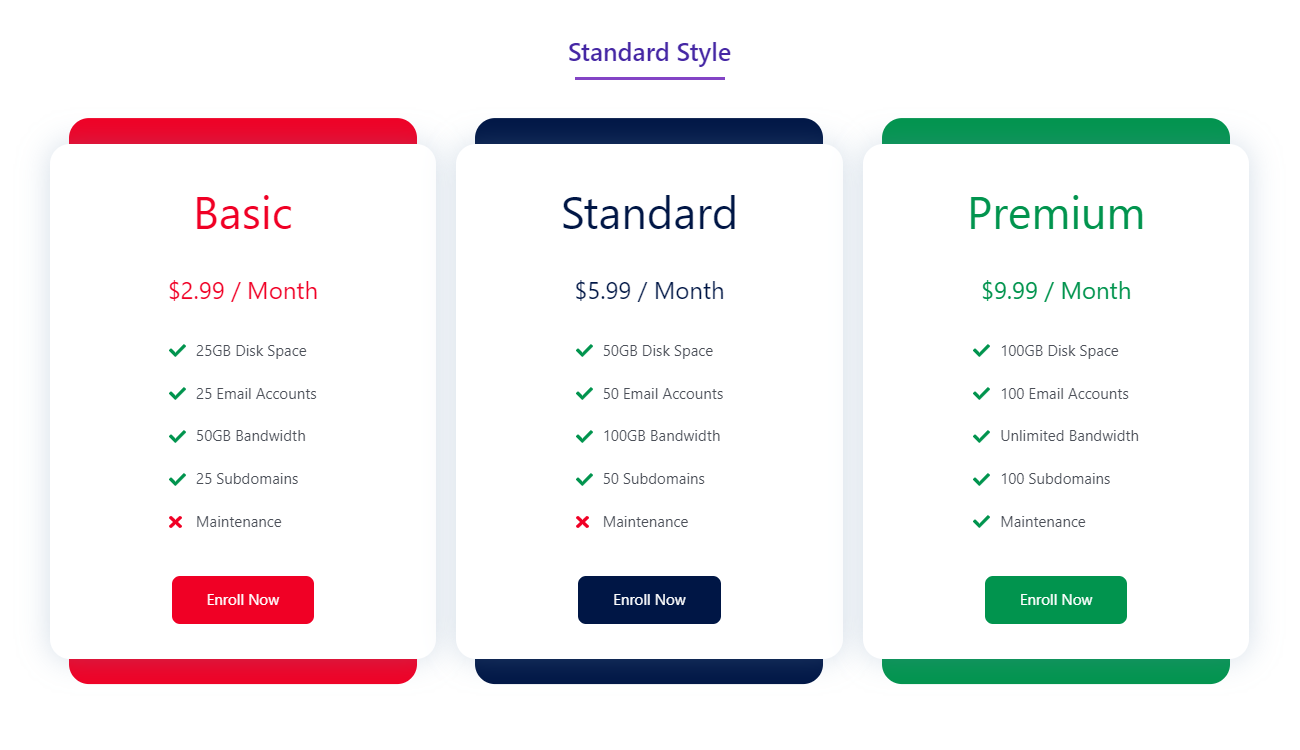 Standard Style
Basic
$2.99 / Month
25GB Disk Space
25 Email Accounts
50GB Bandwidth
25 Subdomains
Maintenance
Enroll Now
Standard
$5.99 / Month
50GB Disk Space
50 Email Accounts
100GB Bandwidth
50 Subdomains
Maintenance
Enroll Now
Premium
$9.99 / Month
100GB Disk Space
100 Email Accounts
Unlimited Bandwidth
100 Subdomains
Maintenance
Enroll Now